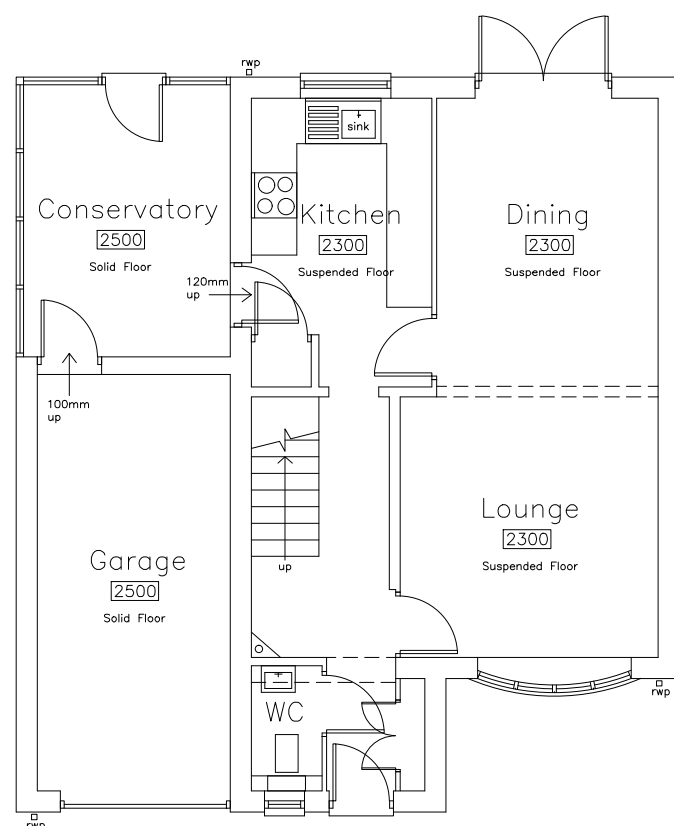 rwp
sink
Conservatory
2500
Solid Floor
Kitchen
2300
Suspended Floor
Dining
2300
Suspended Floor
120mm
up
100mm
up
Lounge
2300
Suspended Floor
Garage
2500
Solid Floor
up
WC
rwp
rwp